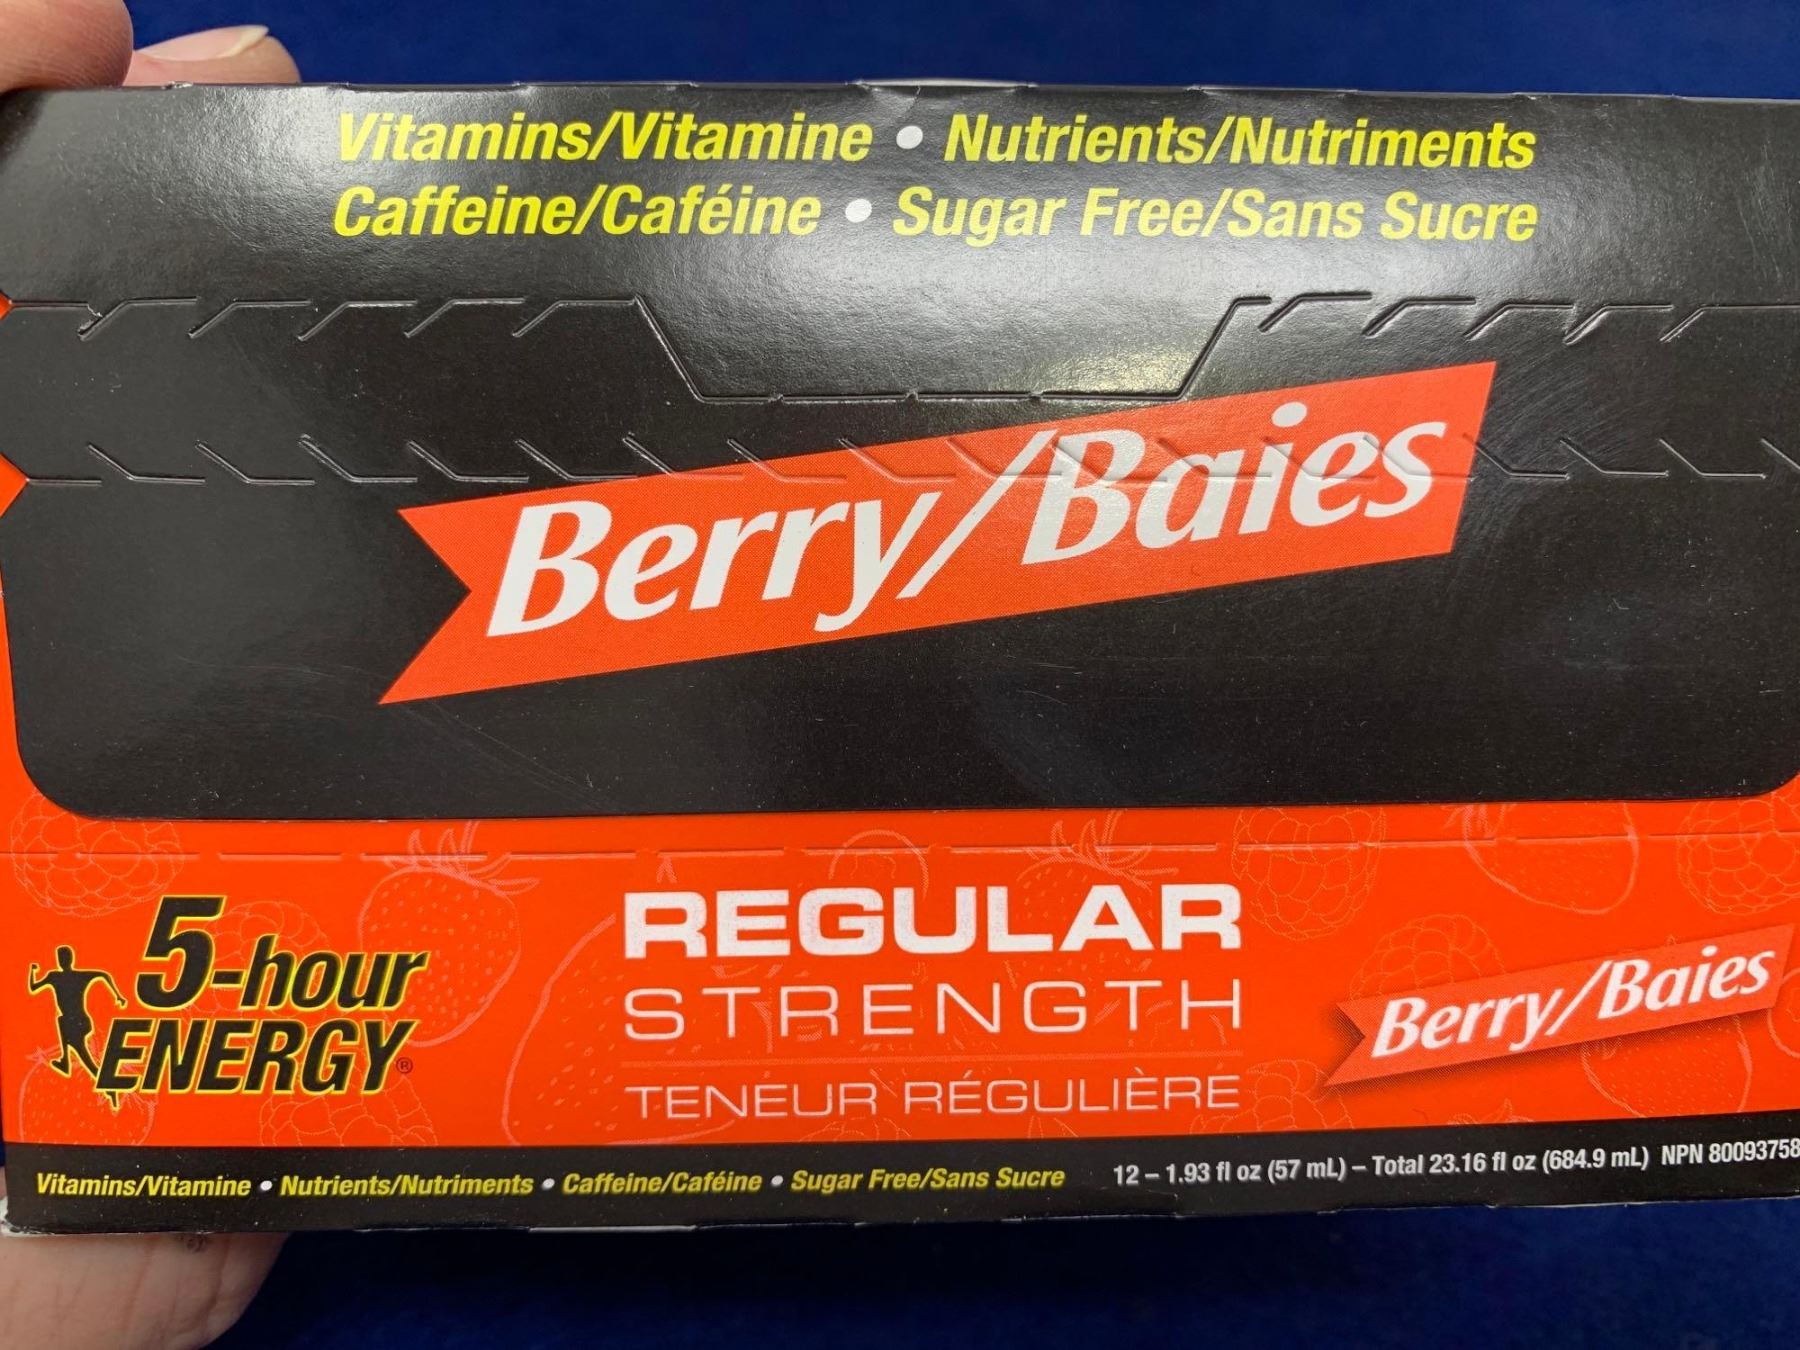 Vitamins/Vitamine • Nutrients/Nutriments
Caffeine/Caféine • Sugar Free/Sans Sucre
Berry/Baies
5-hour
ENERGY®
REGULAR
STRENGTH
TENEUR RÉGULIÈRE
Berry/Baies
Vitamins/Vitamine • Nutrients/Nutriments • Caffeine/Caféine • Sugar Free/Sans Sucre 12 – 1.93 fl oz (57 mL) – Total 23.16 fl oz (684.9 mL) NPN 80093758